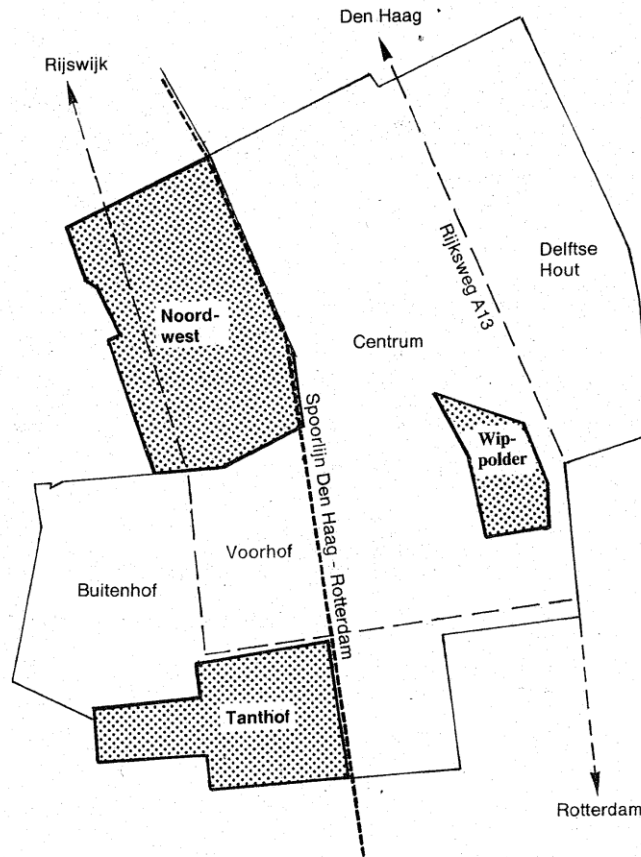 Den Haag
Rijswijk
Rijksweg A13
Delftse
Hout
Noord-
west
Centrum
Spoorlijn Den Haag - Rotterdam
Wip-
polder
Voorhof
Buitenhof
Tanthof
Rotterdam